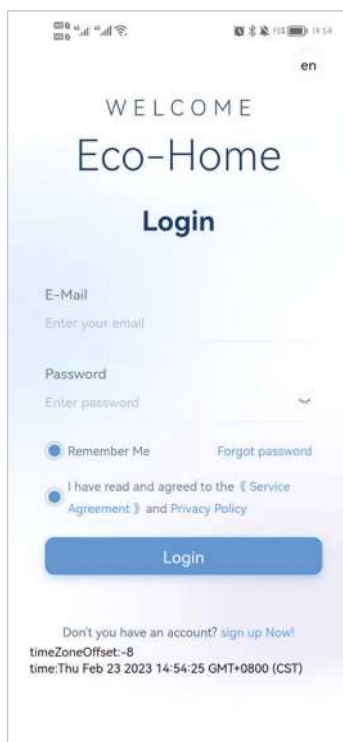 14:54
en
WELCOME
Eco-Home
Login
E-Mail
Enter your email
Password
Enter password
Remember Me Forgot password
I have read and agreed to the 《 Service
Agreement 》 and Privacy Policy
Login
Don't you have an account? sign up Now!
timeZoneOffset:-8
time:Thu Feb 23 2023 14:54:25 GMT+0800 (CST)